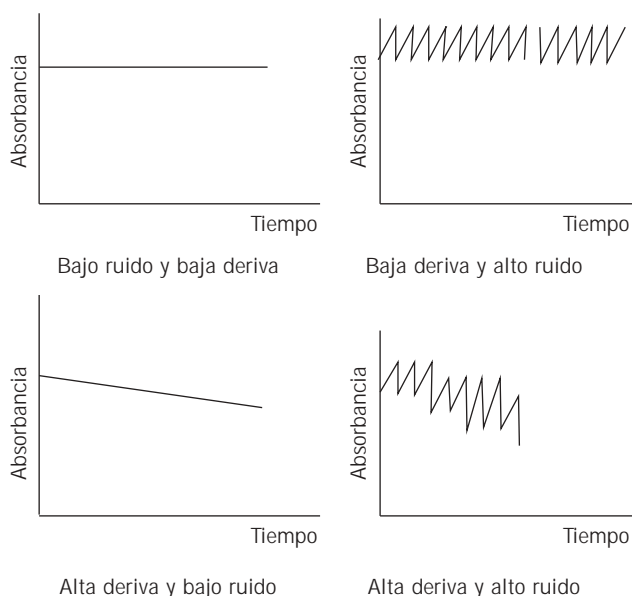 Absorbancia
Tiempo
Bajo ruido y baja deriva
Absorbancia
Tiempo
Baja deriva y alto ruido
Absorbancia
Tiempo
Alta deriva y bajo ruido
Absorbancia
Tiempo
Alta deriva y alto ruido